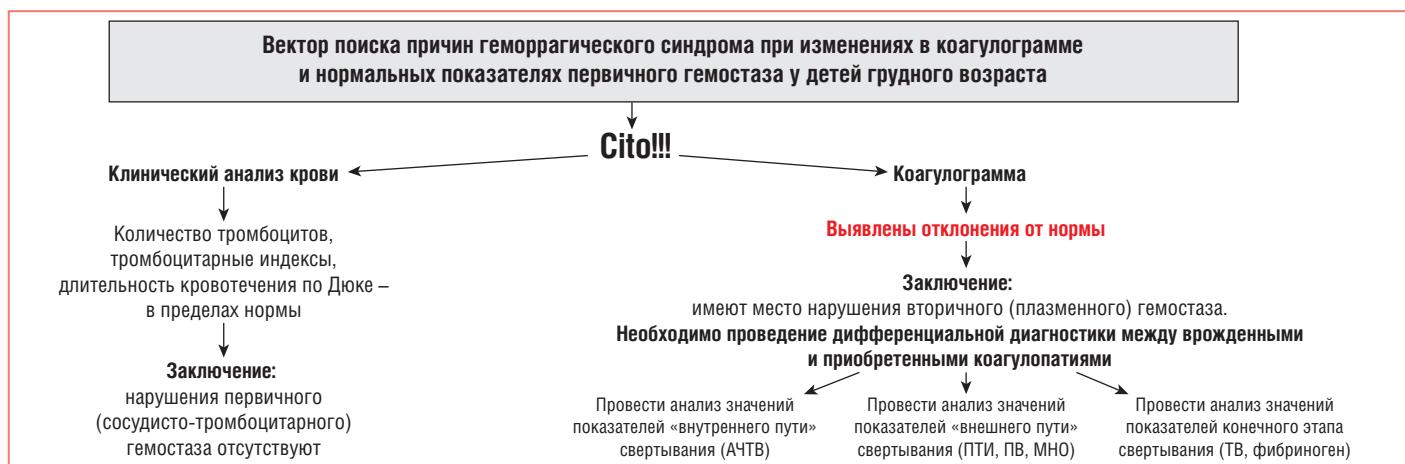 Вектор поиска причин геморрагического синдрома при изменениях в коагулограмме
и нормальных показателях первичного гемостаза у детей грудного возраста
Cito!!!
Клинический анализ крови
Количество тромбоцитов,
тромбоцитарные индексы,
длительность кровотечения по Дюке –
в пределах нормы
Заключение:
нарушения первичного
(сосудисто-тромбоцитарного)
гемостаза отсутствуют
Коагулограмма
Выявлены отклонения от нормы
Заключение:
имеют место нарушения вторичного (плазменного) гемостаза.
Необходимо проведение дифференциальной диагностики между врожденными
и приобретенными коагулопатиями
Провести анализ значений
показателей «внутреннего пути»
свертывания (АЧТВ)
Провести анализ значений
показателей «внешнего пути»
свертывания (ПТИ, ПВ, МНО)
Провести анализ значений
показателей конечного этапа
свертывания (ТВ, фибриноген)